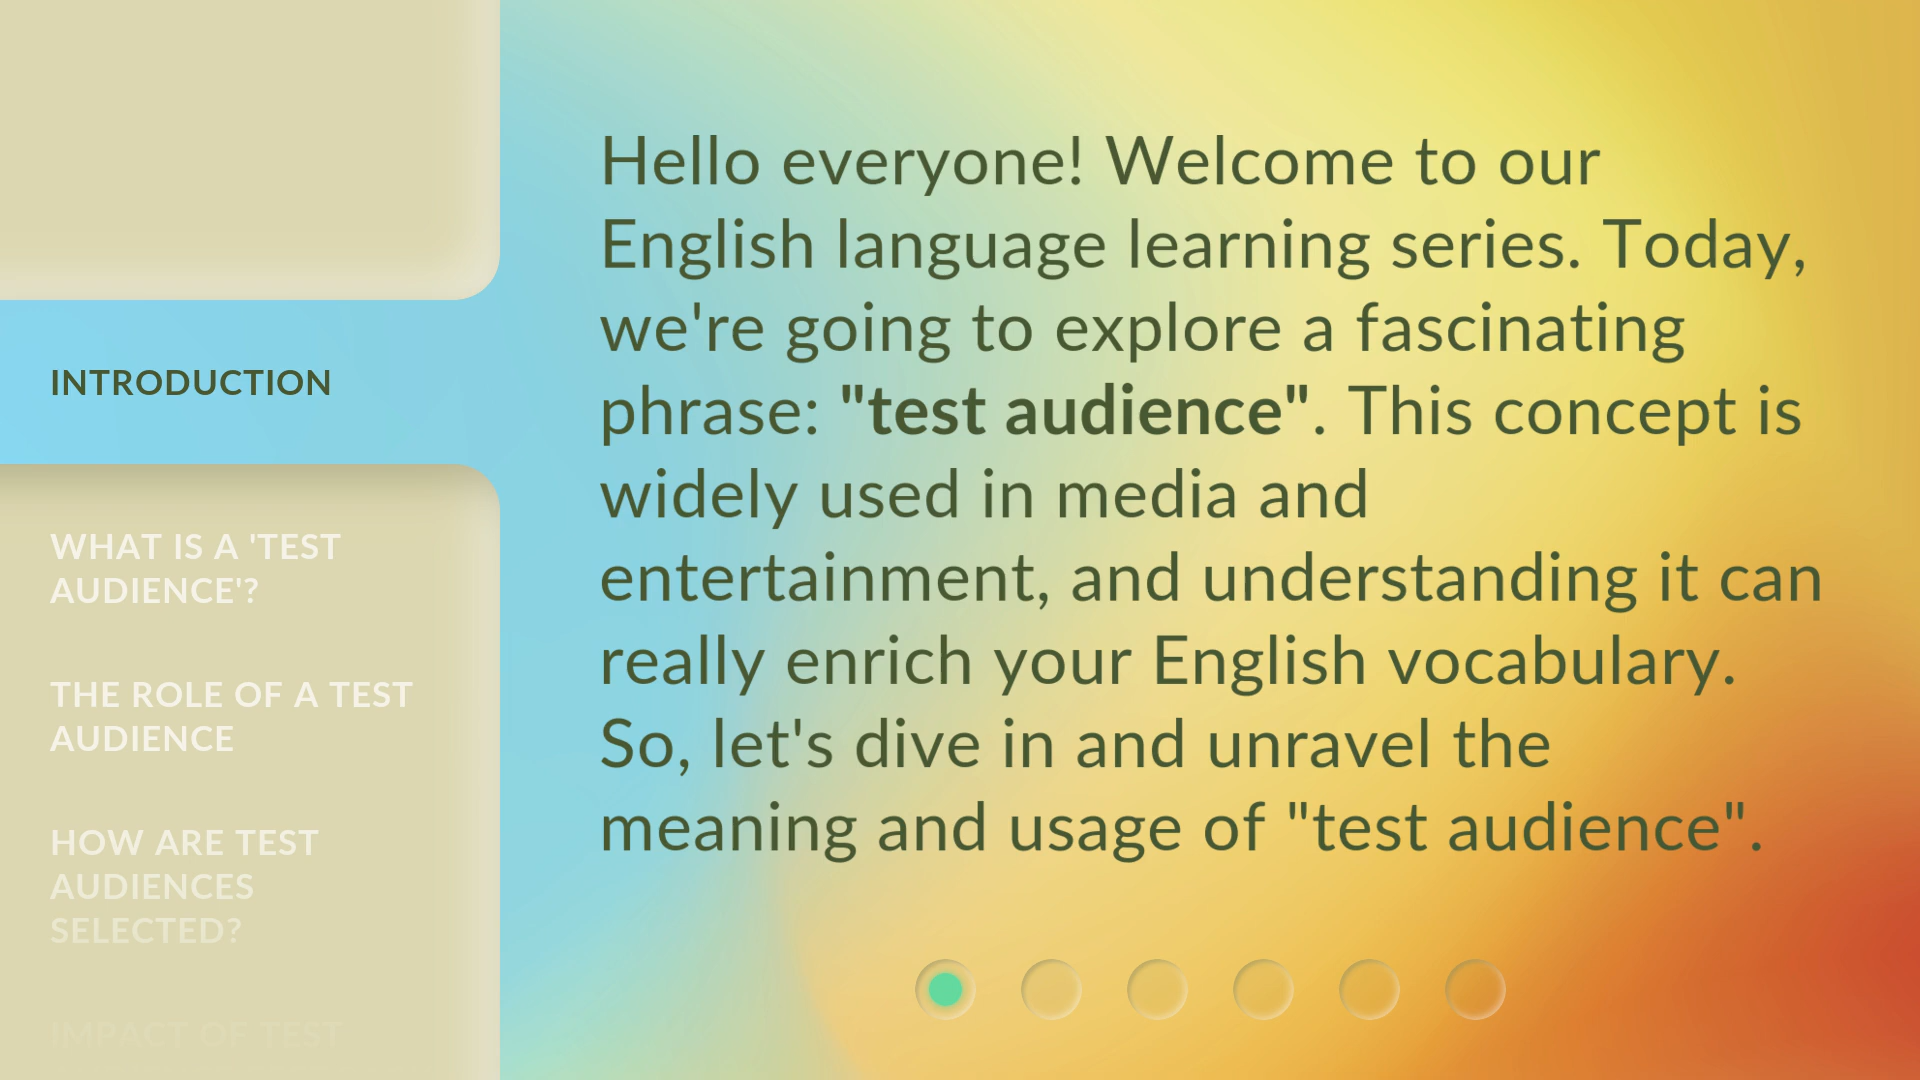 INTRODUCTION
WHAT IS A 'TEST
AUDIENCE'?
THE ROLE OF A TEST
AUDIENCE
HOW ARE TEST
AUDIENCES
SELECTED?
IMPACT OF TEST
Hello everyone! Welcome to our
English language learning series. Today,
we're going to explore a fascinating
phrase: "test audience". This concept is
widely used in media and
entertainment, and understanding it can
really enrich your English vocabulary.
So, let's dive in and unravel the
meaning and usage of "test audience".